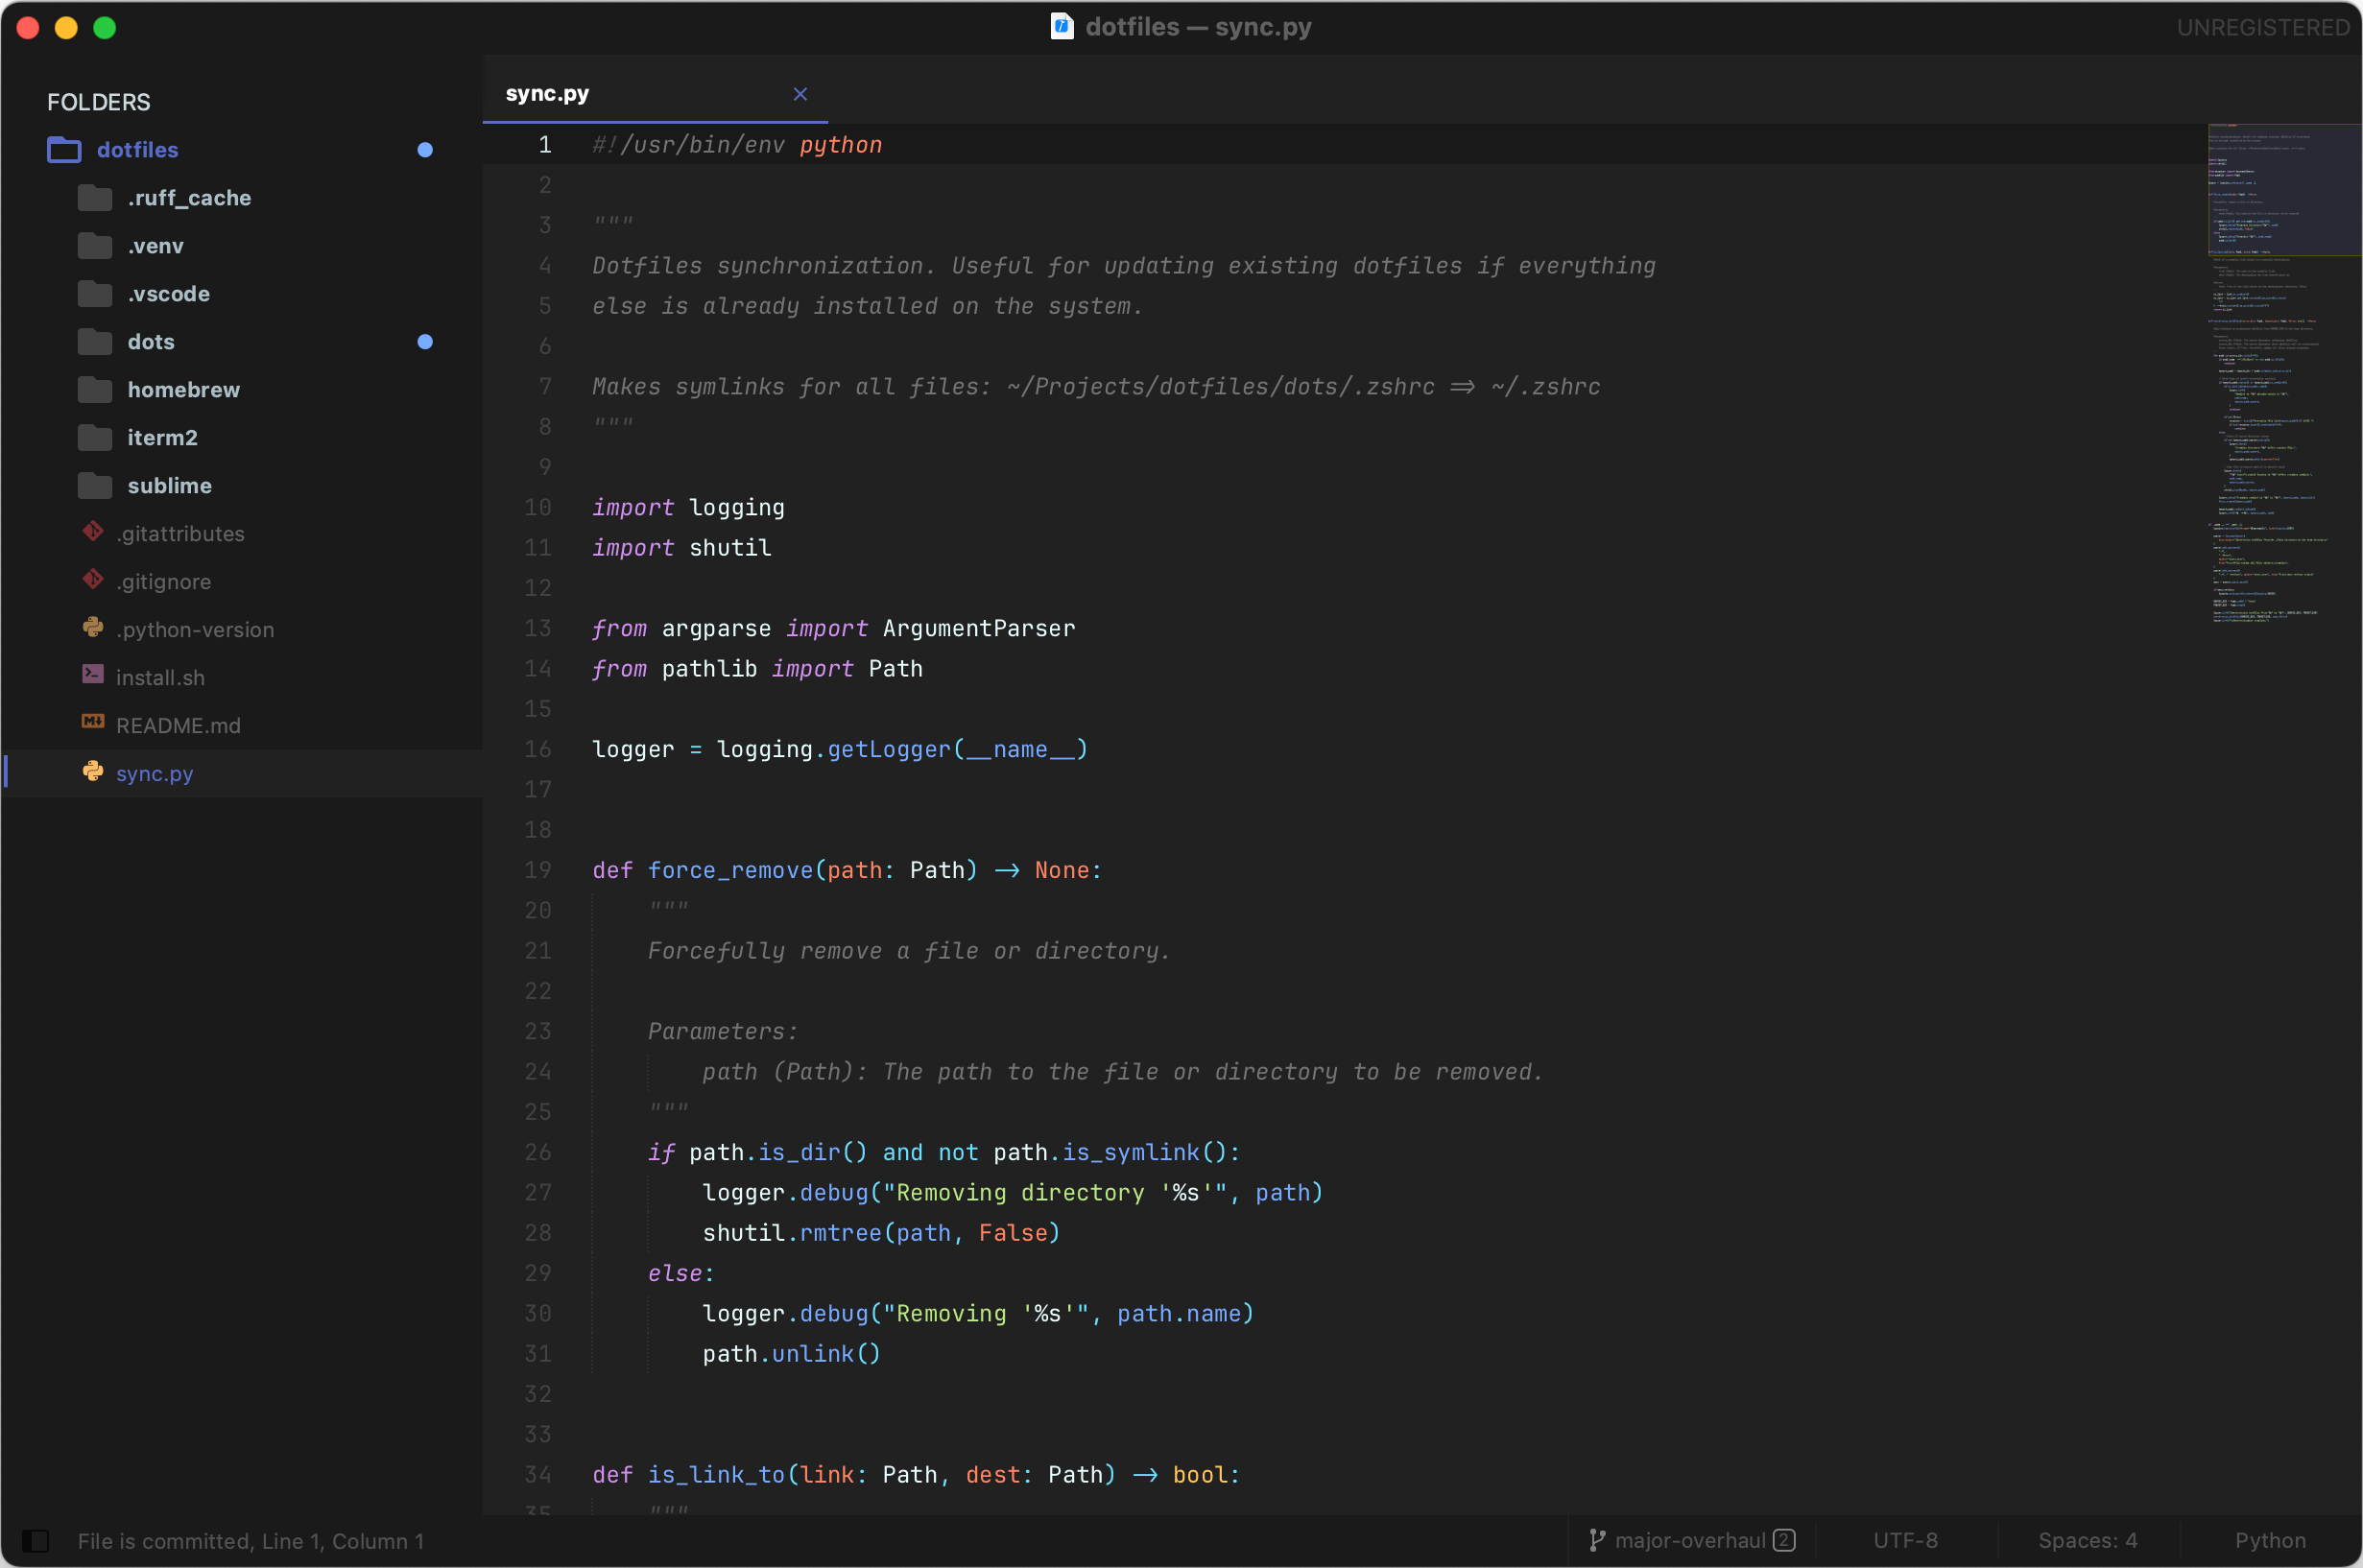 dotfiles — sync.py
UNREGISTERED
FOLDERS
dotfiles
.ruff_cache
.venv
.vscode
dots
homebrew
iterm2
sublime
.gitattributes
.gitignore
.python-version
install.sh
README.md
sync.py
sync.py ×
1 #!/usr/bin/env python
2
3 """
4 Dotfiles synchronization. Useful for updating existing dotfiles if everything
5 else is already installed on the system.
6
7 Makes symlinks for all files: ~/Projects/dotfiles/dots/.zshrc => ~/.zshrc
8 """
9
10 import logging
11 import shutil
12
13 from argparse import ArgumentParser
14 from pathlib import Path
15
16 logger = logging.getLogger(__name__)
17
18
19 def force_remove(path: Path) -> None:
20 """
21 Forcefully remove a file or directory.
22
23 Parameters:
24 path (Path): The path to the file or directory to be removed.
25 """
26 if path.is_dir() and not path.is_symlink():
27 logger.debug("Removing directory '%s'", path)
28 shutil.rmtree(path, False)
29 else:
30 logger.debug("Removing '%s'", path.name)
31 path.unlink()
32
33
34 def is_link_to(link: Path, dest: Path) -> bool:
35 """
File is committed, Line 1, Column 1
major-overhaul 2
UTF-8
Spaces: 4
Python